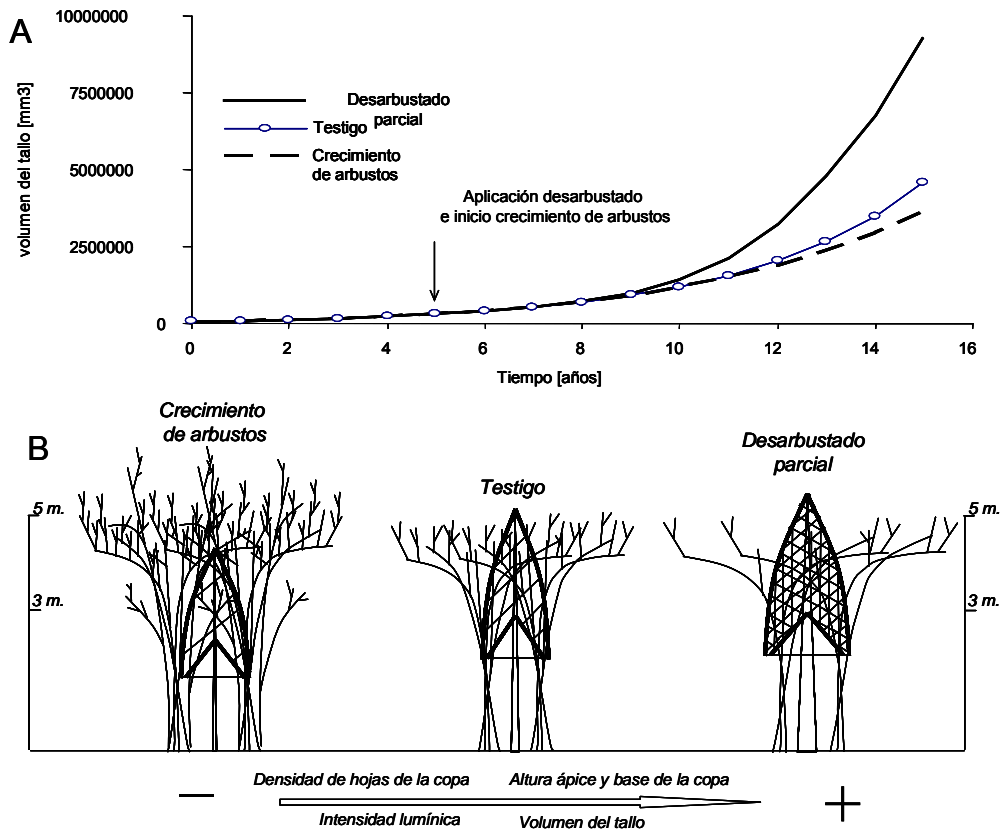 A
10000000
7500000
5000000
2500000
0
volumen del tallo [mm3]
Desarbustado
parcial
Testigo
Crecimiento
de arbustos
Aplicación desarbustado
e inicio crecimiento de arbustos
0 2 4 6 8 10 12 14 16
Tiempo [años]
B
Crecimiento
de arbustos
Testigo
Desarbustado
parcial
5 m.
3 m.
5 m.
3 m.
Densidad de hojas de la copa Altura ápice y base de la copa
— +
Intensidad lumínica Volumen del tallo